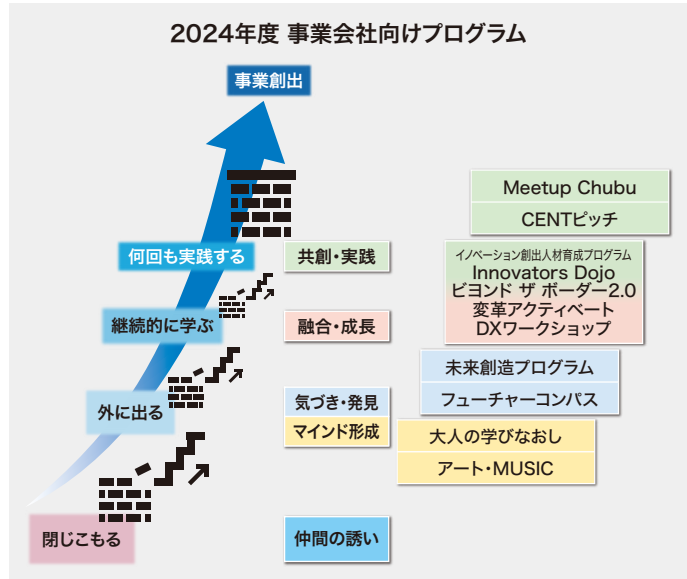 2024年度 事業会社向けプログラム
事業創出
Meetup Chubu
CENTピッチ
何回も実践する
共創・実践
イノベーション創出人材育成プログラム
Innovators Dojo
ビヨンド ザ ボーダー2.0
変革アクティベート
DXワークショップ
継続的に学ぶ
融合・成長
未来創造プログラム
フューチャーコンパス
外に出る
気づき・発見
マインド形成
大人の学びなおし
アート・MUSIC
閉じこもる
仲間の誘い